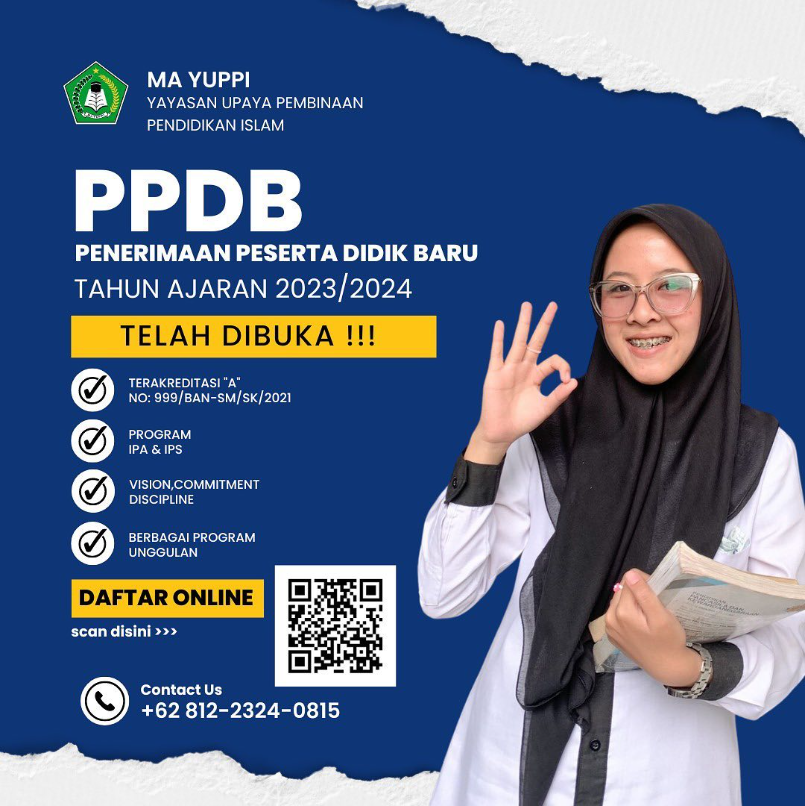 MA YUPPI
YAYASAN UPAYA PEMBINAAN
PENDIDIKAN ISLAM
PPDB
PENERIMAAN PESERTA DIDIK BARU
TAHUN AJARAN 2023/2024
TELAH DIBUKA !!!
TERAKREDITASI "A"
NO: 999/BAN-SM/SK/2021
PROGRAM
IPA & IPS
VISION,COMMITMENT
DISCIPLINE
BERBAGAI PROGRAM
UNGGULAN
DAFTAR ONLINE
scan disini >>>
Contact Us
+62 812-2324-0815